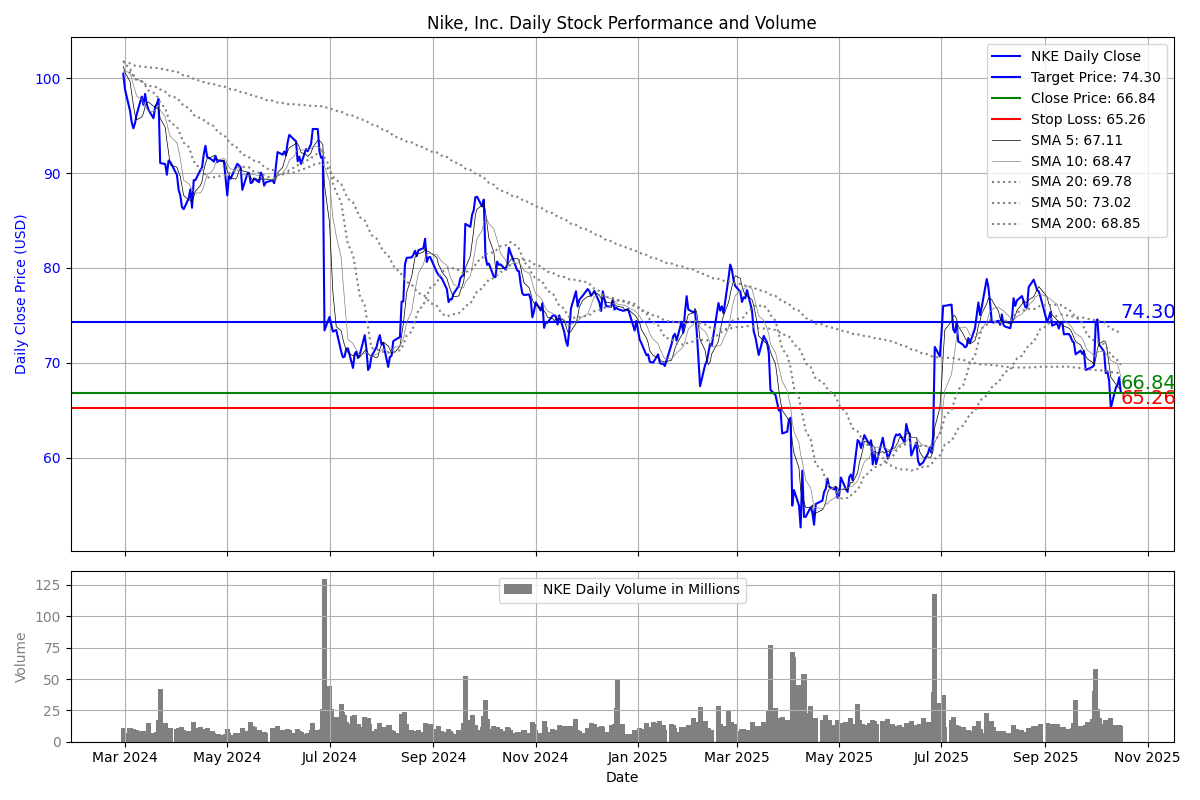 Nike, Inc. Daily Stock Performance and Volume
Daily Close Price (USD)
100
90
80
70
60
NKE Daily Close
Target Price: 74.30
Close Price: 66.84
Stop Loss: 65.26
SMA 5: 67.11
SMA 10: 68.47
SMA 20: 69.78
SMA 50: 73.02
SMA 200: 68.85
74.30
66.84
65.26
Volume
125
100
75
50
25
0
NKE Daily Volume in Millions
Mar 2024 May 2024 Jul 2024 Sep 2024 Nov 2024 Jan 2025 Mar 2025 May 2025 Jul 2025 Sep 2025 Nov 2025
Date